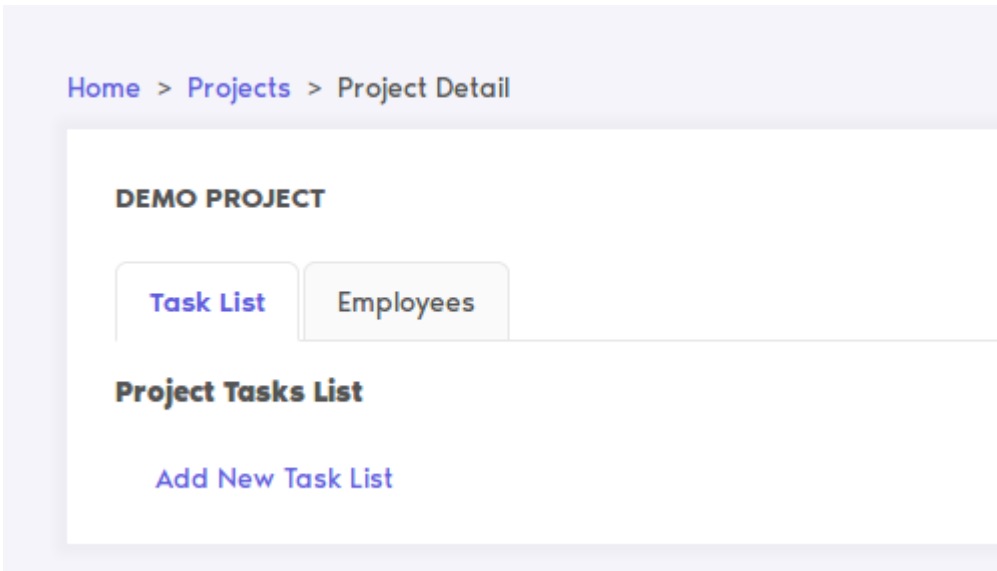 Home > Projects > Project Detail
DEMO PROJECT
Task List Employees
Project Tasks List
Add New Task List